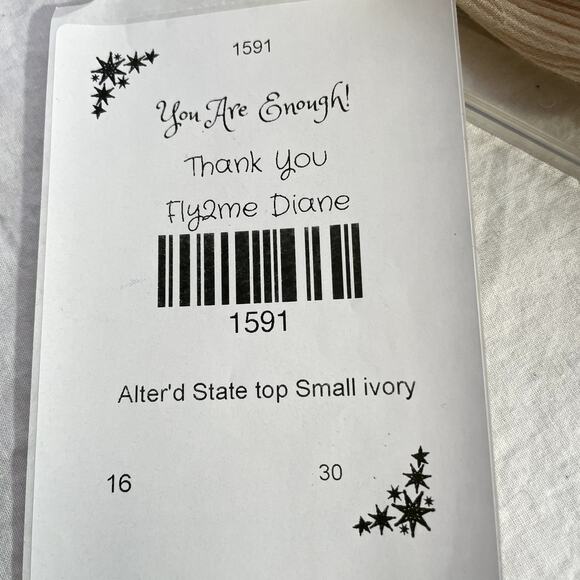 1591
You Are Enough!
Thank You
Fly2me Diane
1591
Alter'd State top Small ivory
16 30